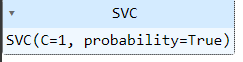 SVC
SVC(C=1, probability=True)